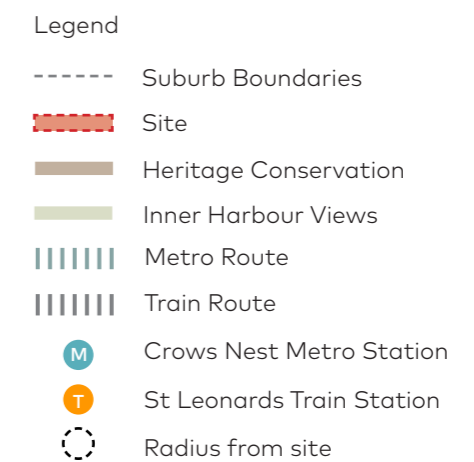 Legend
Suburb Boundaries
Site
Heritage Conservation
Inner Harbour Views
Metro Route
Train Route
M Crows Nest Metro Station
T St Leonards Train Station
Radius from site